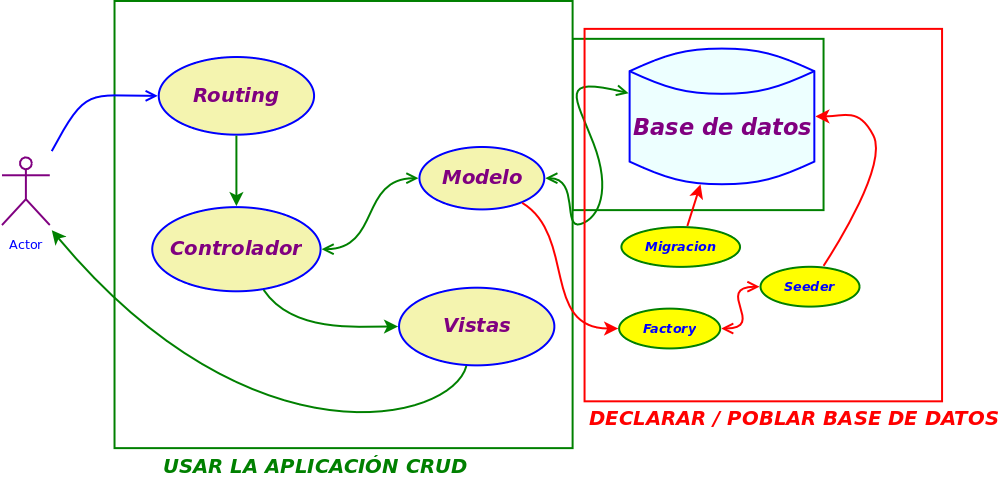 Routing
Base de datos
Modelo
Actor
Controlador
Migracion
Seeder
Vistas
Factory
DECLARAR / POBLAR BASE DE DATOS
USAR LA APLICACIÓN CRUD